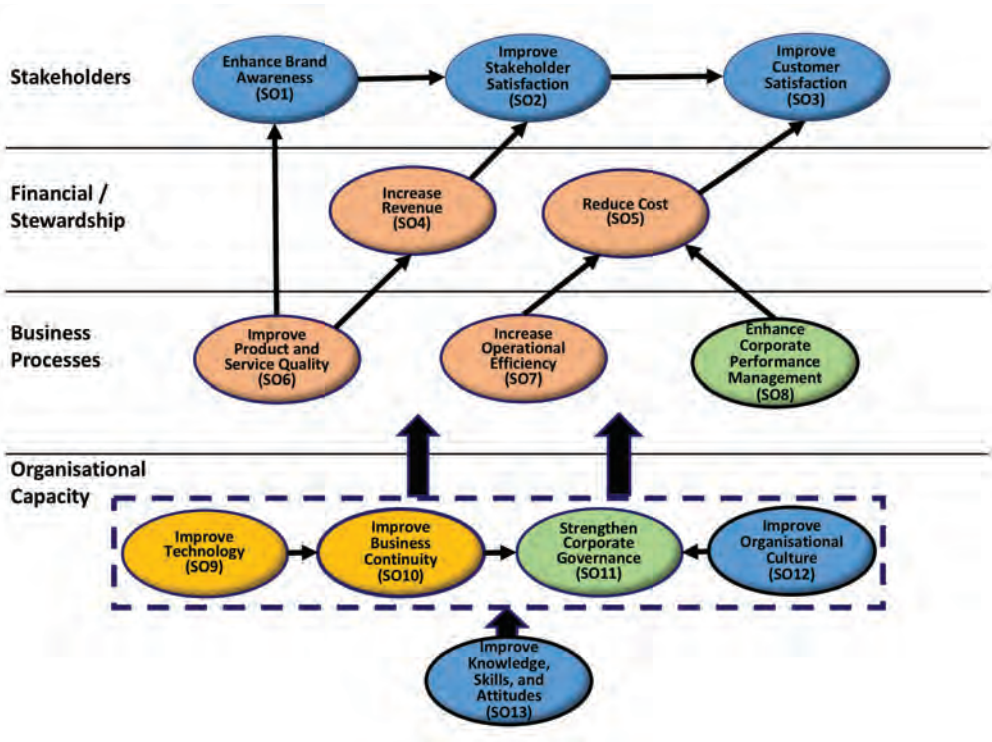 Stakeholders
Enhance Brand
Awareness
(SO1)
Improve
Stakeholder
Satisfaction
(SO2)
Improve
Customer
Satisfaction
(SO3)
Financial /
Stewardship
Increase
Revenue
(SO4)
Reduce Cost
(SO5)
Business
Processes
Improve
Product and
Service Quality
(SO6)
Increase
Operational
Efficiency
(SO7)
Enhance
Corporate
Performance
Management
(SO8)
Organisational
Capacity
Improve
Technology
(SO9)
Improve
Business
Continuity
(SO10)
Strengthen
Corporate
Governance
(SO11)
Improve
Organisational
Culture
(SO12)
Improve
Knowledge,
Skills, and
Attitudes
(SO13)